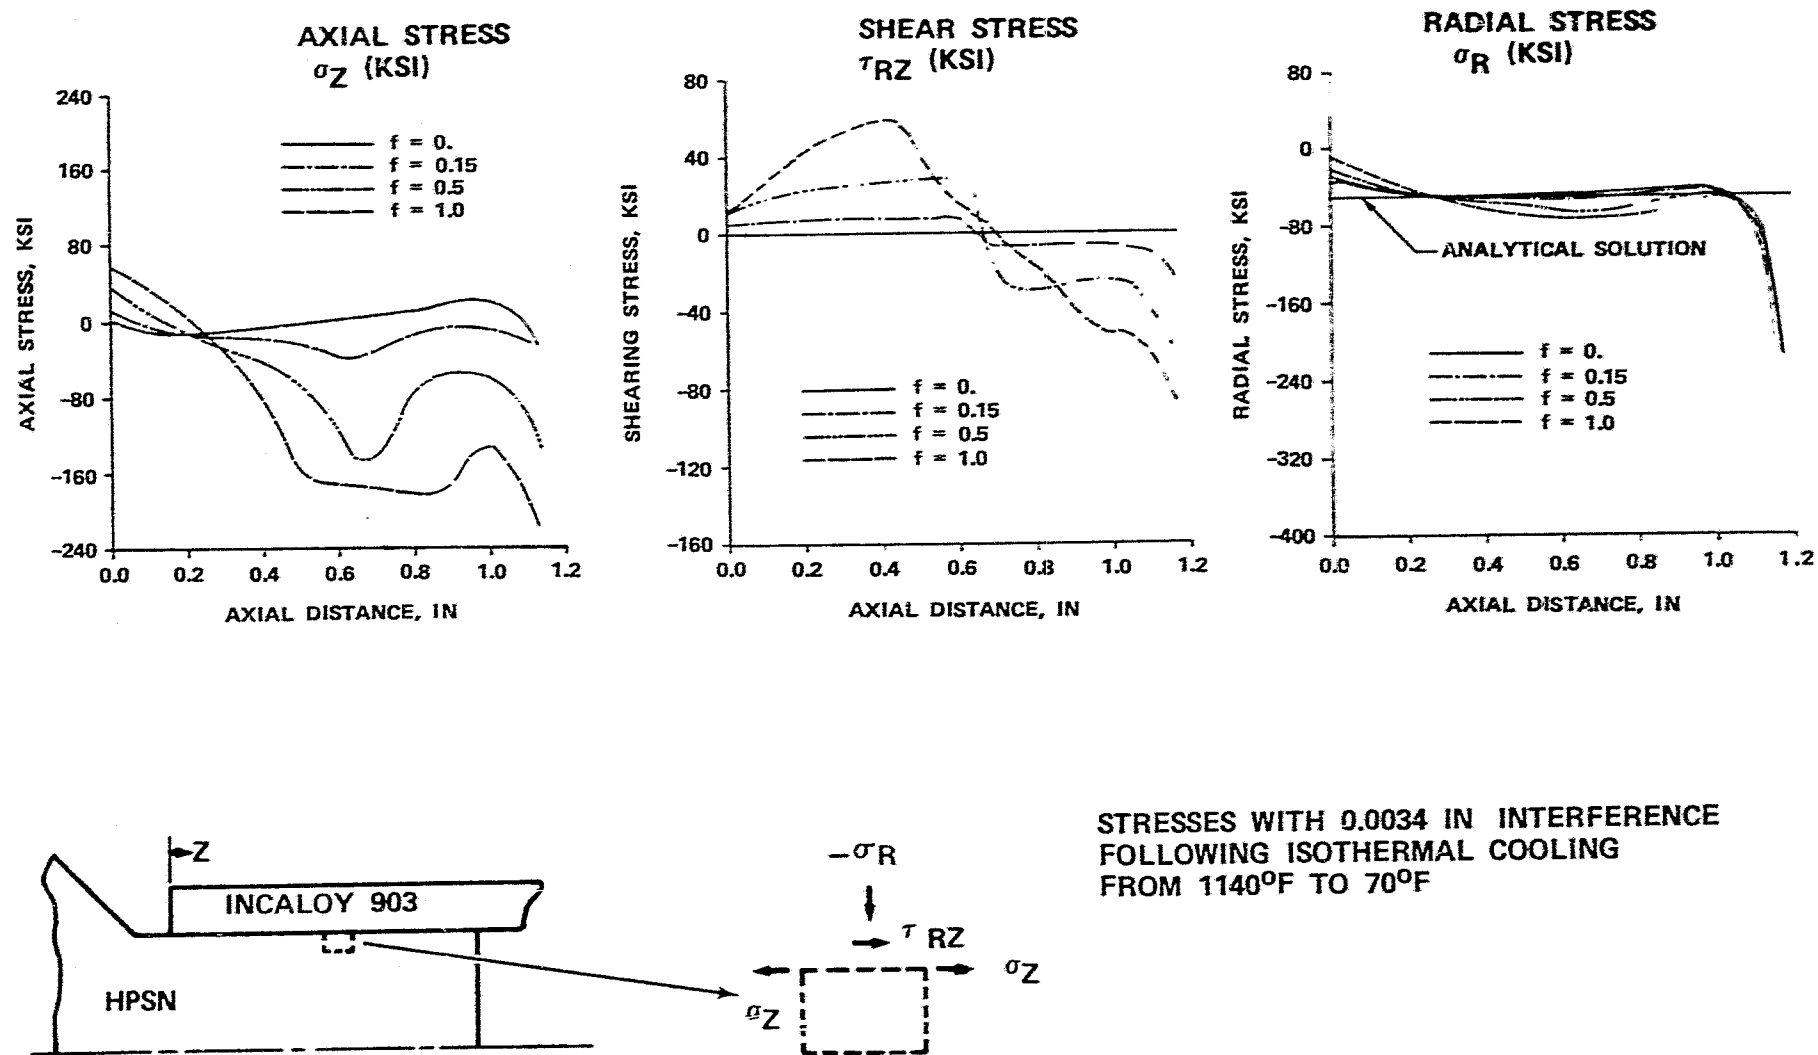 AXIAL STRESS
σZ (KSI)
240
160
80
0
−80
−160
−240
AXIAL STRESS, KSI
f = 0.
f = 0.15
f = 0.5
f = 1.0
0.0 0.2 0.4 0.6 0.8 1.0 1.2
AXIAL DISTANCE, IN
SHEAR STRESS
τRZ (KSI)
80
40
0
−40
−80
−120
−160
SHEARING STRESS, KSI
f = 0.
f = 0.15
f = 0.5
f = 1.0
0.0 0.2 0.4 0.6 0.8 1.0 1.2
AXIAL DISTANCE, IN
RADIAL STRESS
σR (KSI)
80
0
−80
−160
−240
−320
−400
RADIAL STRESS, KSI
ANALYTICAL SOLUTION
f = 0.
f = 0.15
f = 0.5
f = 1.0
0.0 0.2 0.4 0.6 0.8 1.0 1.2
AXIAL DISTANCE, IN
Z
INCALOY 903
HPSN
−σR
τ RZ
σZ
σZ
STRESSES WITH 0.0034 IN INTERFERENCE
FOLLOWING ISOTHERMAL COOLING
FROM 1140°F TO 70°F